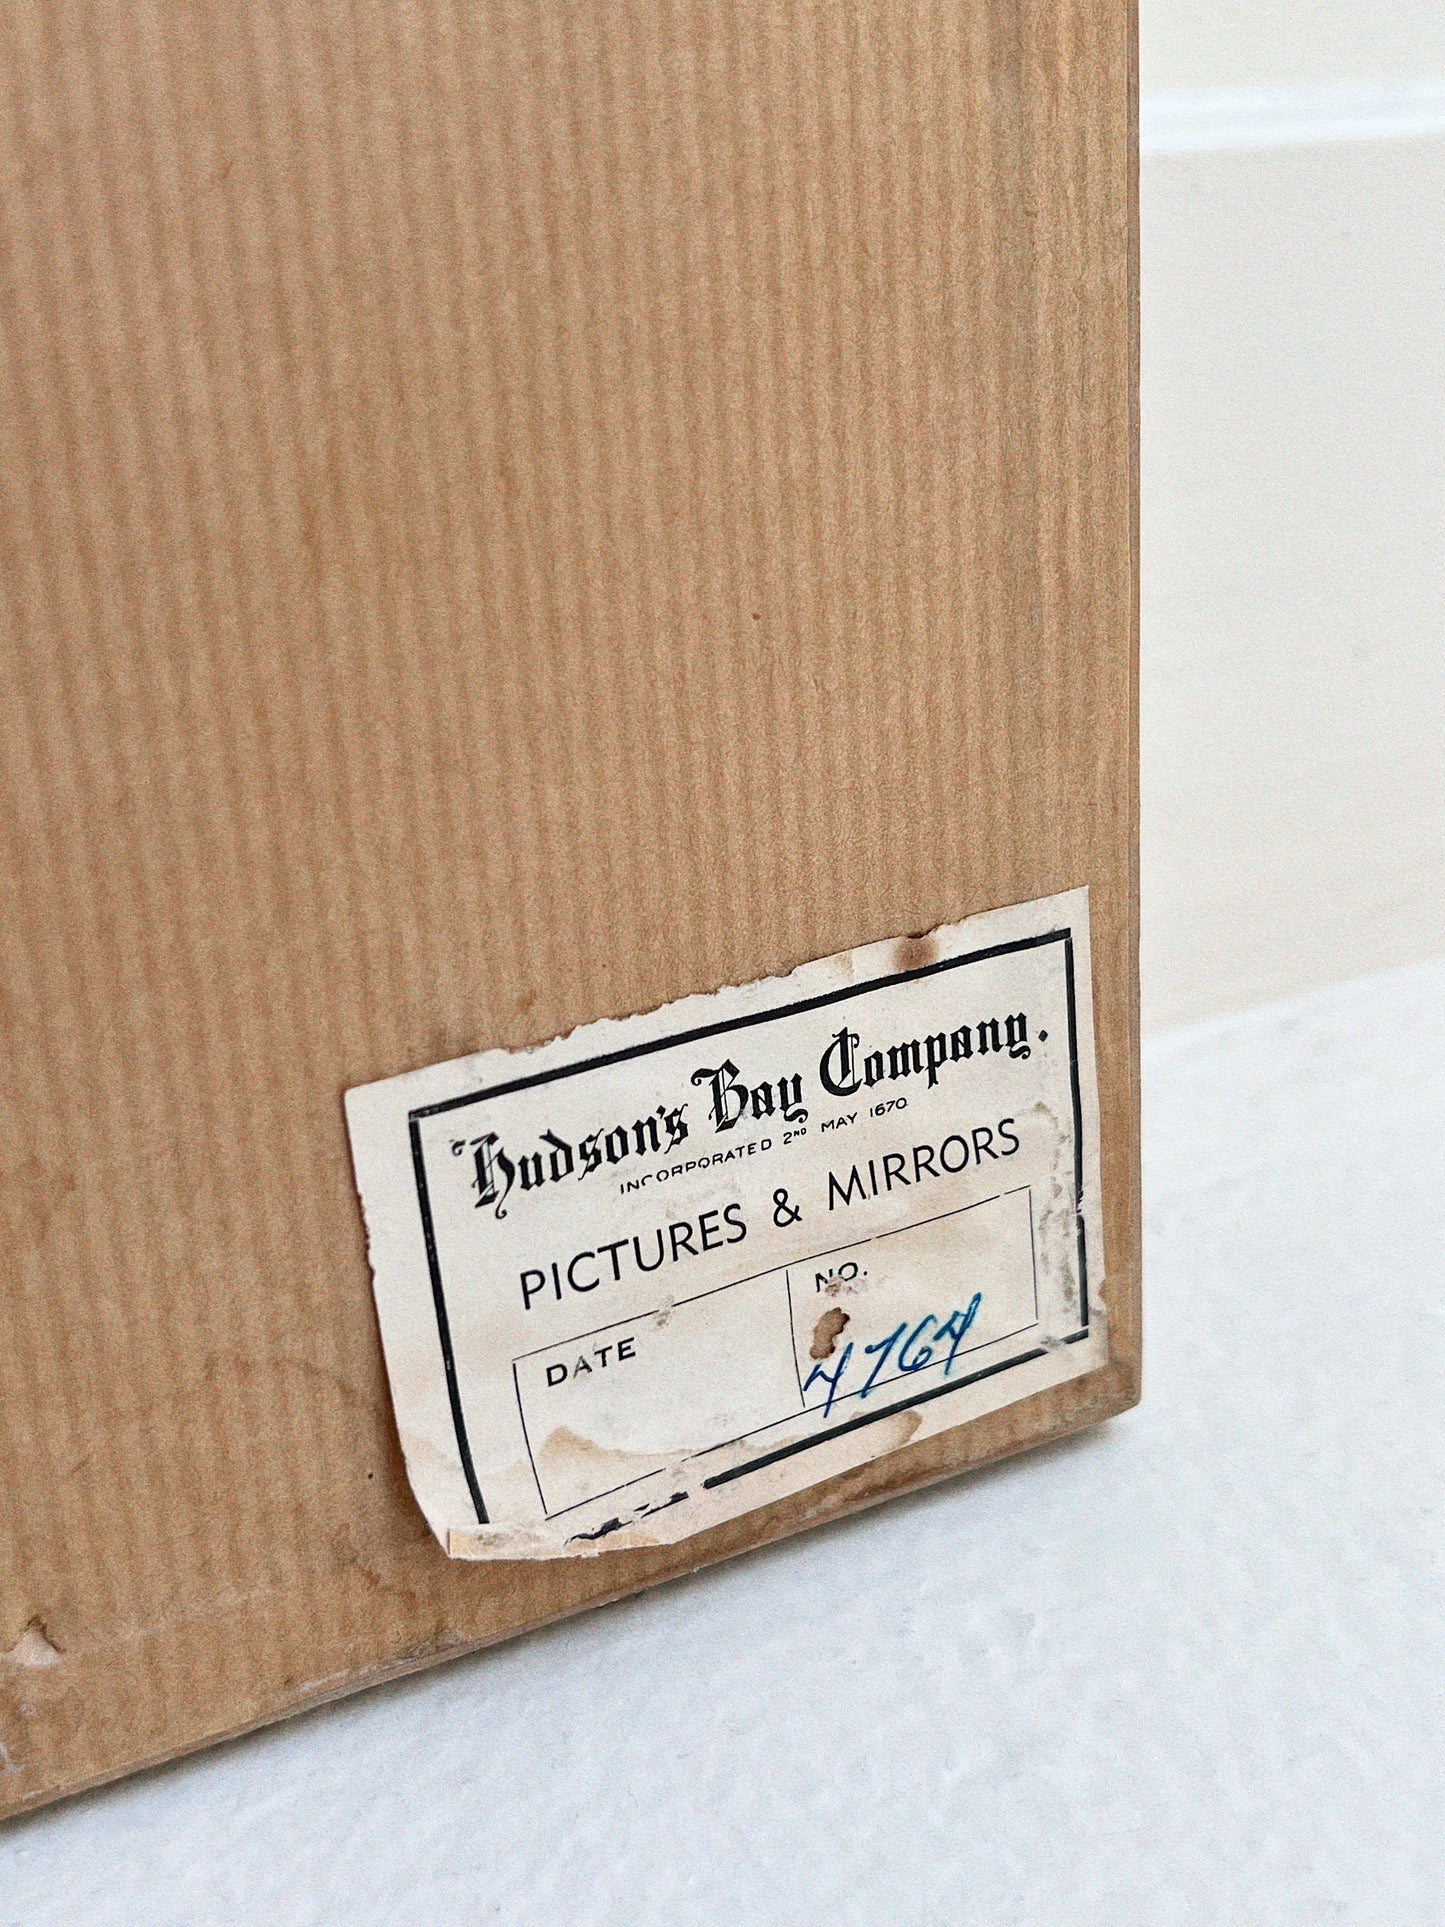 Hudson's Bay Company.
INCORPORATED 2ND MAY 1670
PICTURES & MIRRORS
DATE
NO.
4764